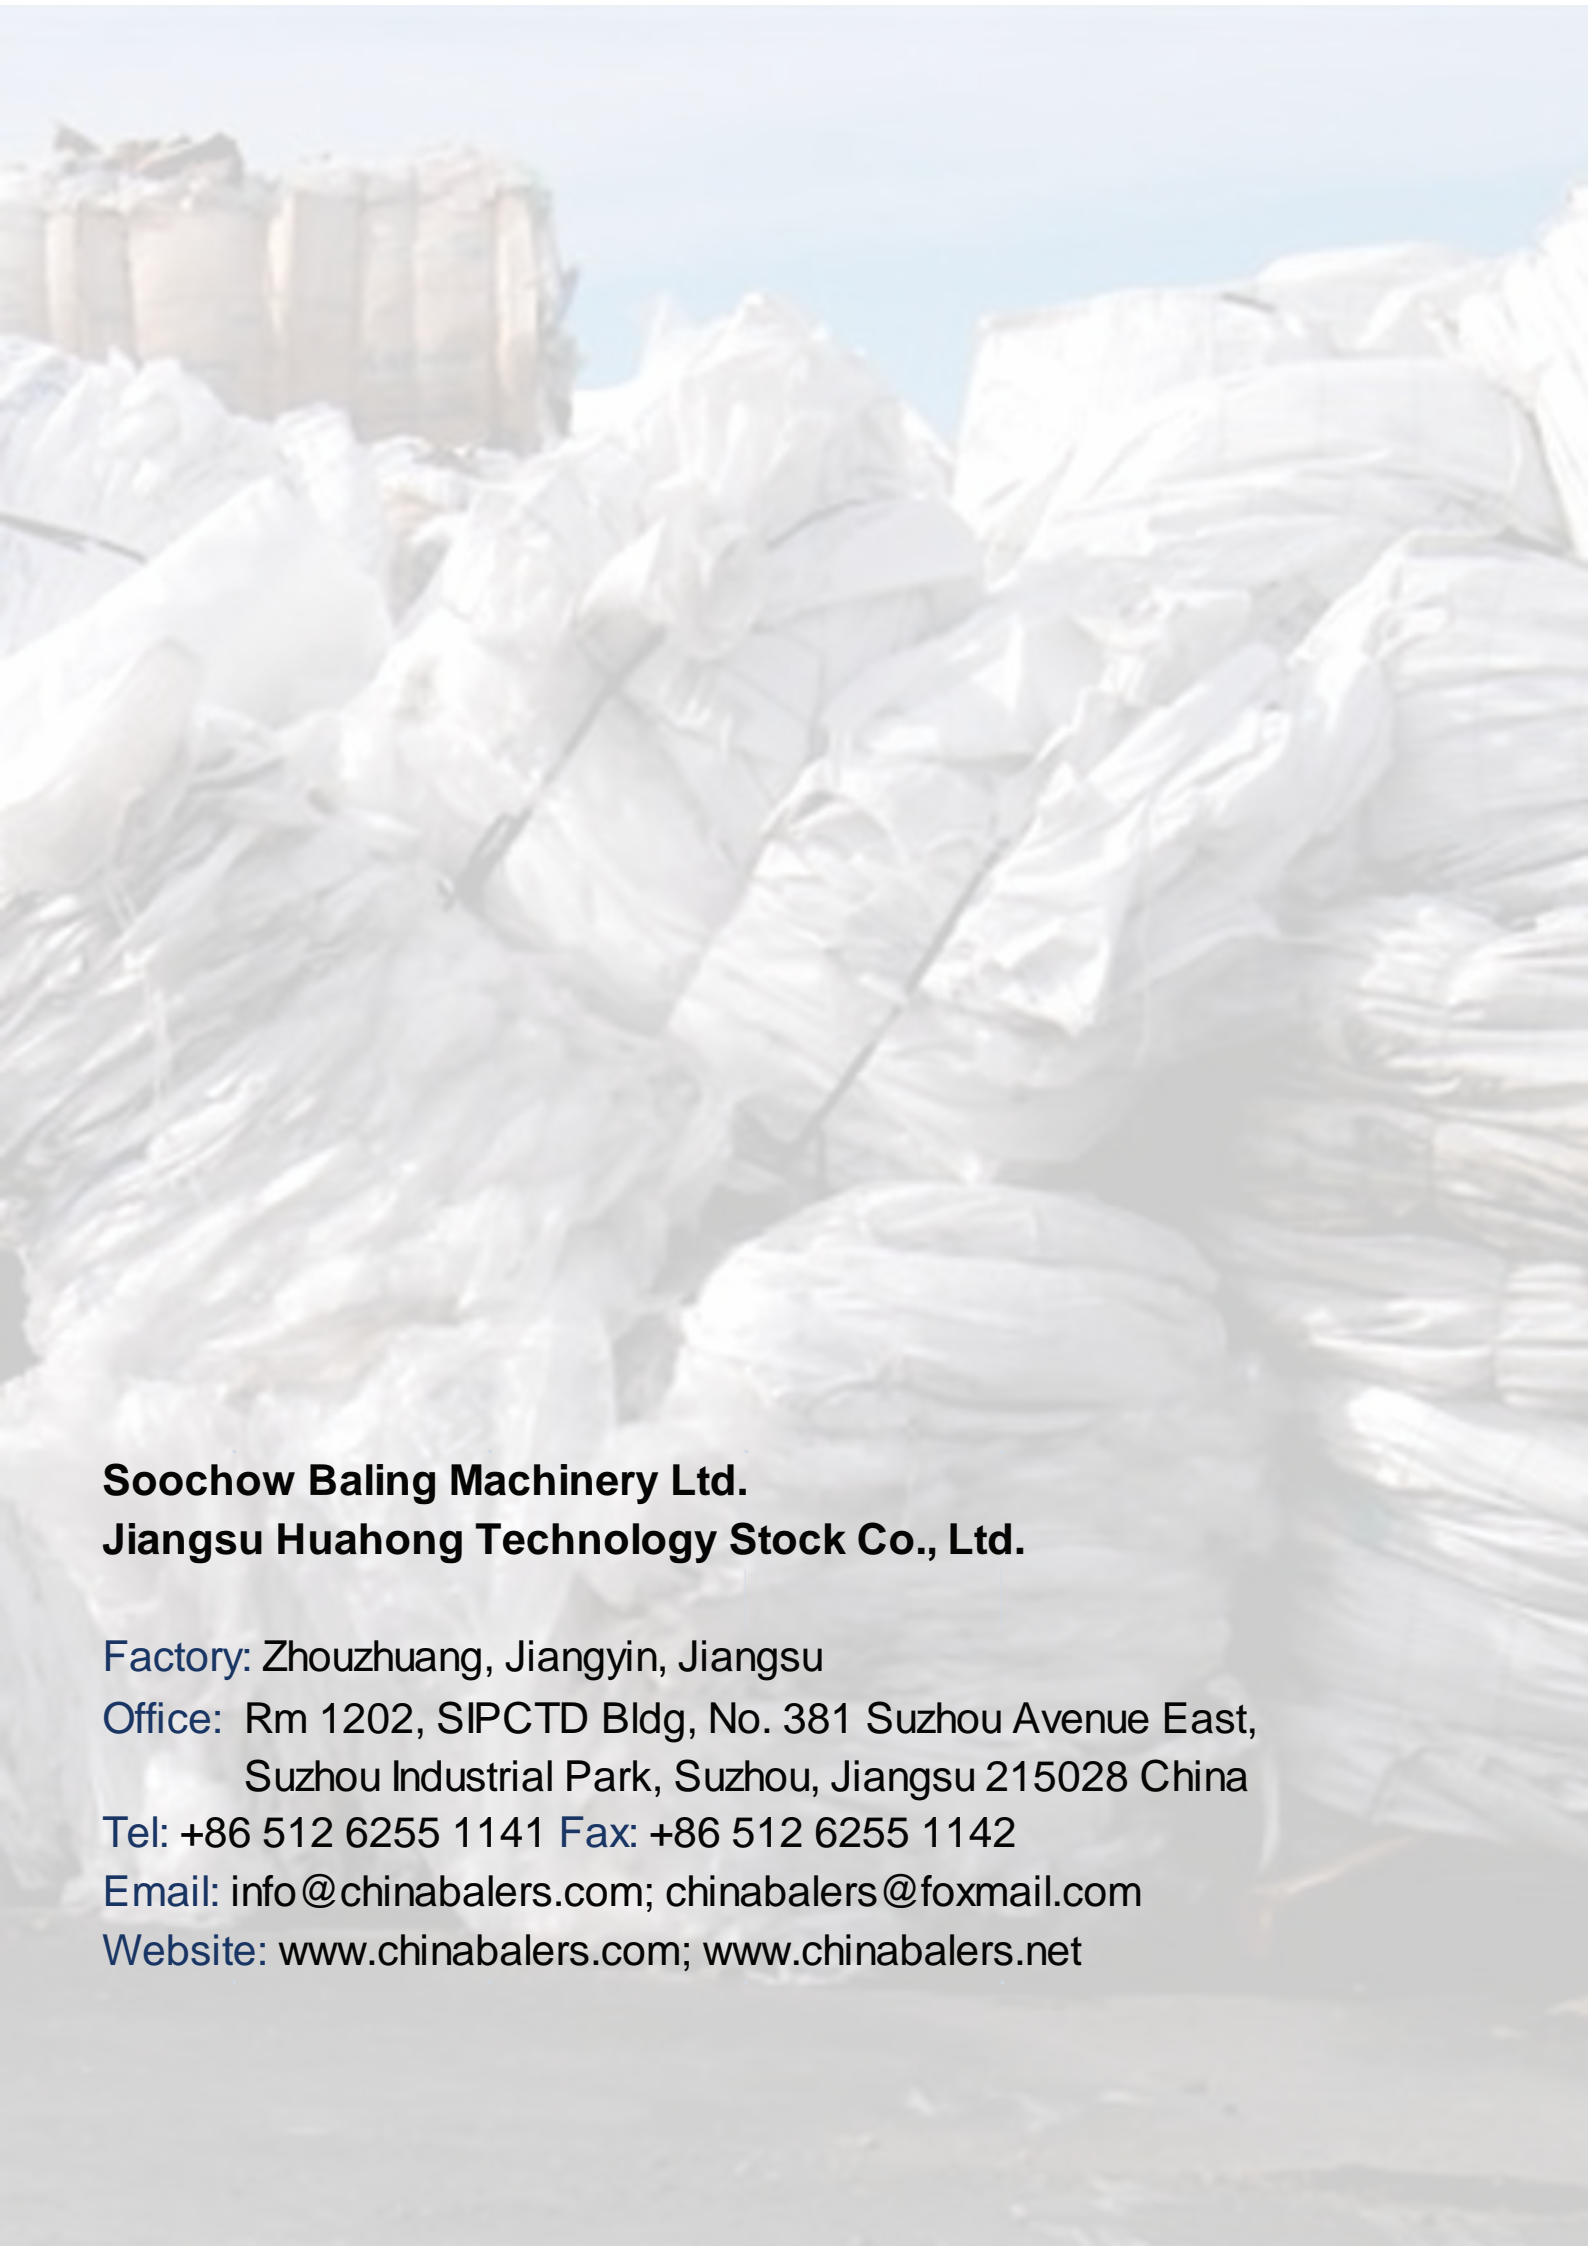 Soochow Baling Machinery Ltd.
Jiangsu Huahong Technology Stock Co., Ltd.
Factory: Zhouzhuang, Jiangyin, Jiangsu
Office: Rm 1202, SIPCTD Bldg, No. 381 Suzhou Avenue East,
Suzhou Industrial Park, Suzhou, Jiangsu 215028 China
Tel: +86 512 6255 1141 Fax: +86 512 6255 1142
Email: info@chinabalers.com; chinabalers@foxmail.com
Website: www.chinabalers.com; www.chinabalers.net